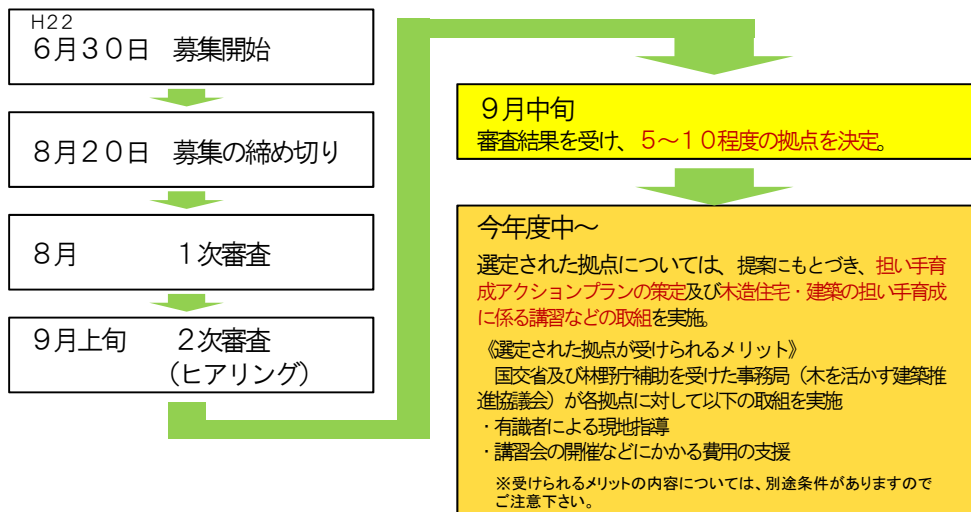 H22
6月30日　募集開始
8月20日　募集の締め切り
8月　　　　1次審査
9月上旬　　2次審査
（ヒアリング）
9月中旬
審査結果を受け、5～10程度の拠点を決定。
今年度中～
選定された拠点については、提案にもとづき、担い手育
成アクションプランの策定及び木造住宅・建築の担い手育成
に係る講習などの取組を実施。
《選定された拠点が受けられるメリット》
国交省及び林野庁補助を受けた事務局（木を活かす建築推
進協議会）が各拠点に対して以下の取組を実施
・有識者による現地指導
・講習会の開催などにかかる費用の支援
※受けられるメリットの内容については、別途条件がありますので
ご注意下さい。